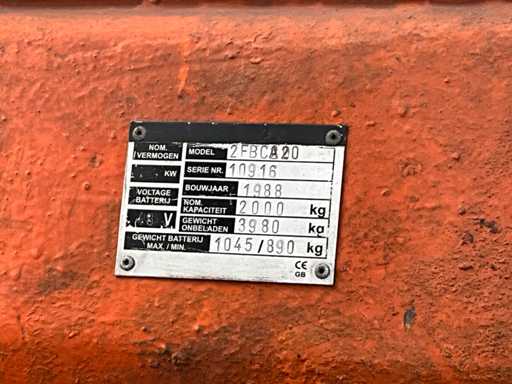 NOM. VERMOGEN
KW
VOLTAGE BATTERIJ
V
MODEL 2FBCA20
SERIE NR. 10916
BOUWJAAR 1988
NOM. KAPACITEIT 2000 kg
GEWICHT ONBELADEN 3980 kg
GEWICHT BATTERIJ MAX. / MIN. 1045/890 kg
CE
GB